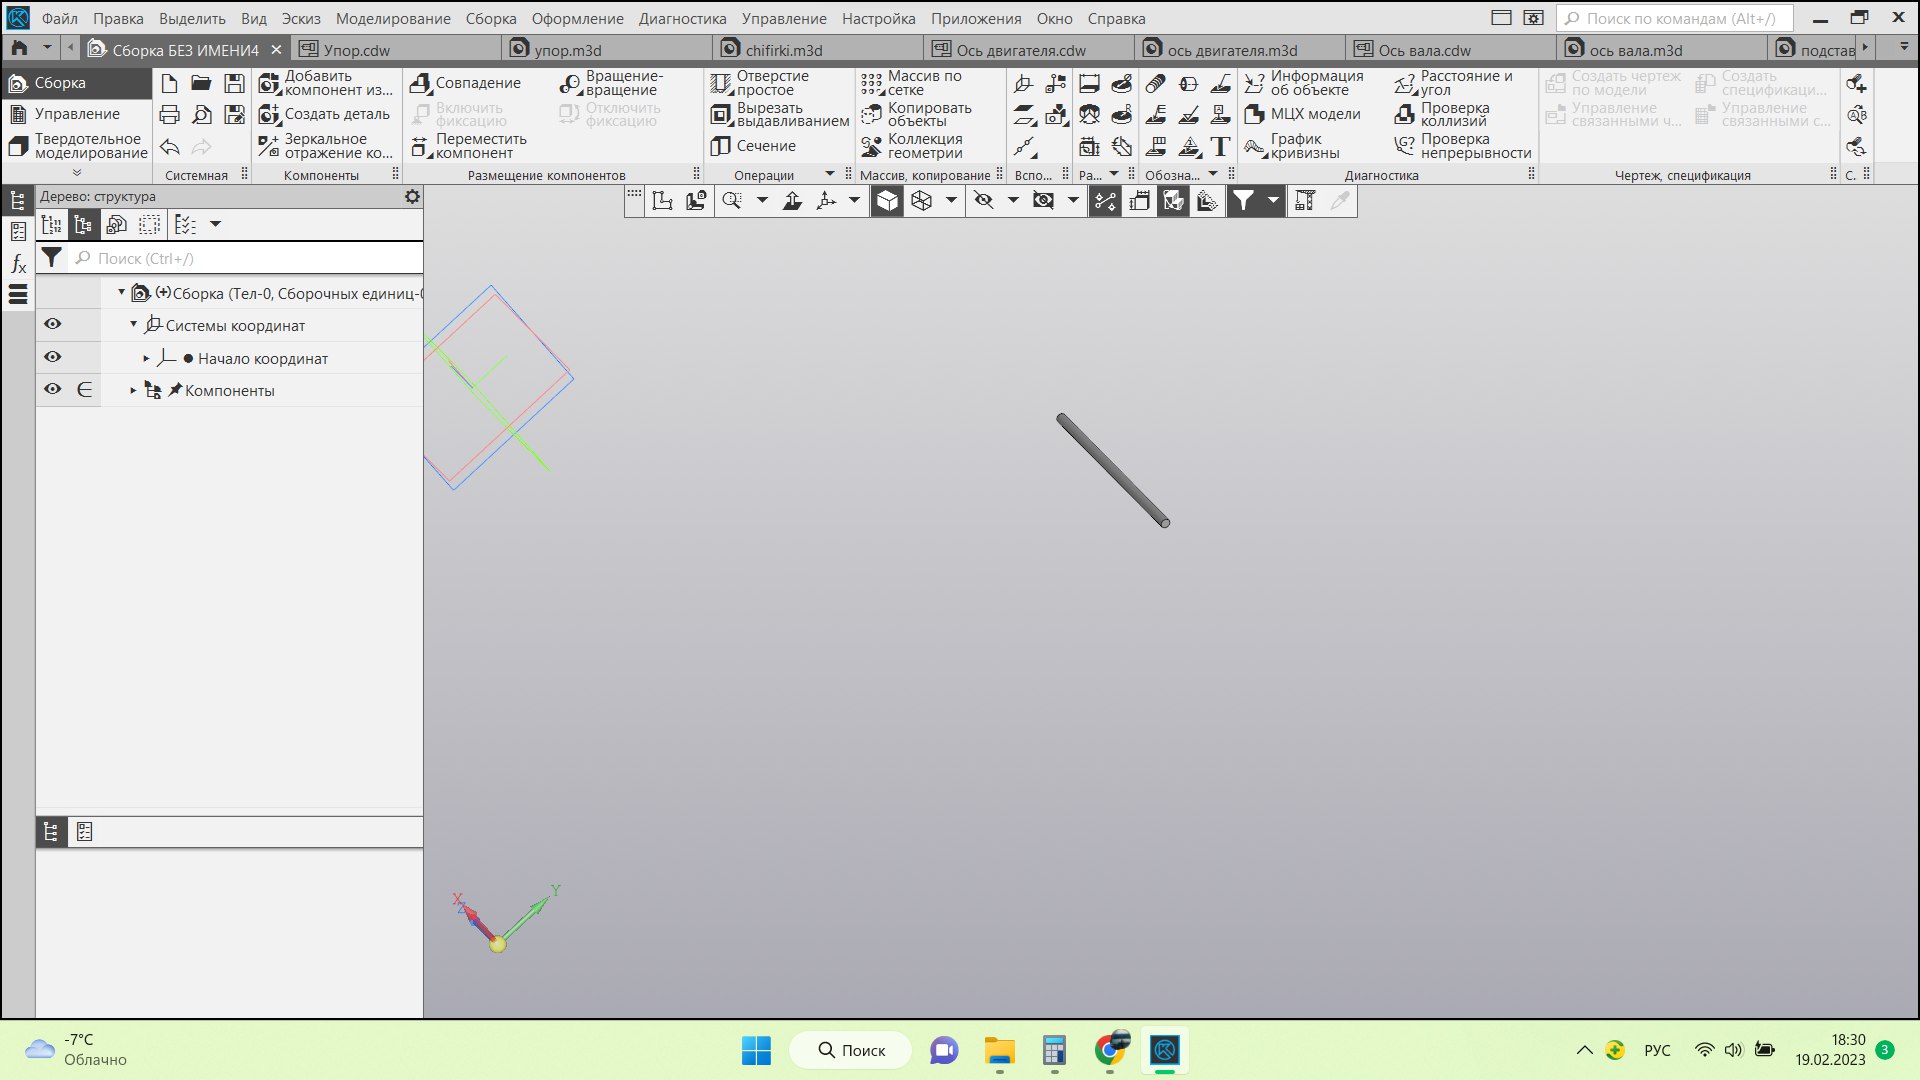 Файл Правка Выделить Вид Эскиз Моделирование Сборка Оформление Диагностика Управление Настройка Приложения Окно Справка Поиск по командам (Alt+/)
Сборка БЕЗ ИМЕНИ4 Упор.cdw упор.m3d chifirki.m3d Ось двигателя.cdw ось двигателя.m3d Ось вала.cdw ось вала.m3d подстав
Сборка
Управление
Твердотельное
моделирование
Системная
Добавить
компонент из...
Создать деталь
Зеркальное
отражение ко...
Компоненты
Совпадение
Включить
фиксацию
Переместить
компонент
Вращение-
вращение
Отключить
фиксацию
Размещение компонентов
Отверстие
простое
Вырезать
выдавливанием
Сечение
Операции
Массив по
сетке
Копировать
объекты
Коллекция
геометрии
Массив, копирование
Вспо...
Ра...
Обозна...
Информация
об объекте
МЦХ модели
График
кривизны
Расстояние и
угол
Проверка
коллизий
Проверка
непрерывности
Диагностика
Создать чертеж
по модели
Управление
связанными ч...
Создать
спецификаци...
Управление
связанными с...
Чертеж, спецификация
С.
Дерево: структура
Поиск (Ctrl+/)
(+)Сборка (Тел-0, Сборочных единиц-0
Системы координат
Начало координат
Компоненты
X
Z
Y
-7°C
Облачно
Поиск
РУС
18:30
19.02.2023
3